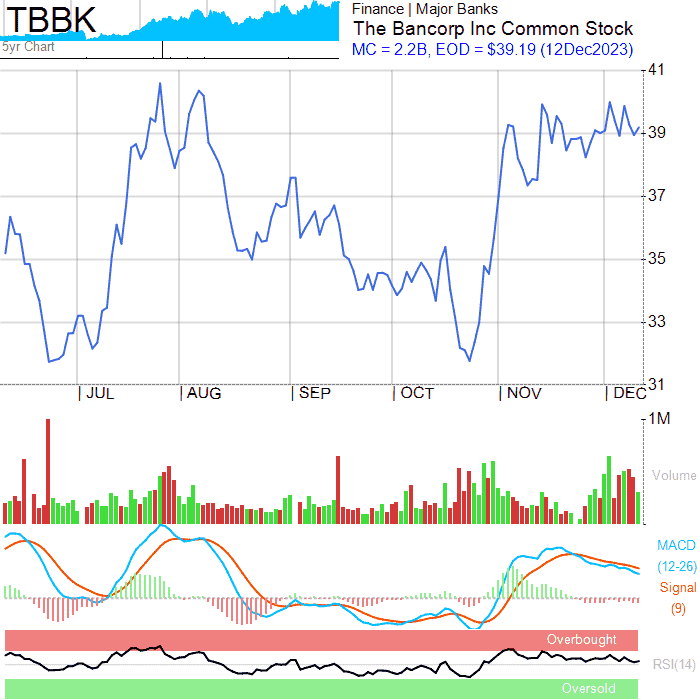 TBBK
5yr Chart
Finance | Major Banks
The Bancorp Inc Common Stock
MC = 2.2B, EOD = $39.19 (12Dec2023)
41
39
37
35
33
31
JUL AUG SEP OCT NOV DEC
1M
Volume
MACD
(12-26)
Signal
(9)
Overbought
RSI(14)
Oversold